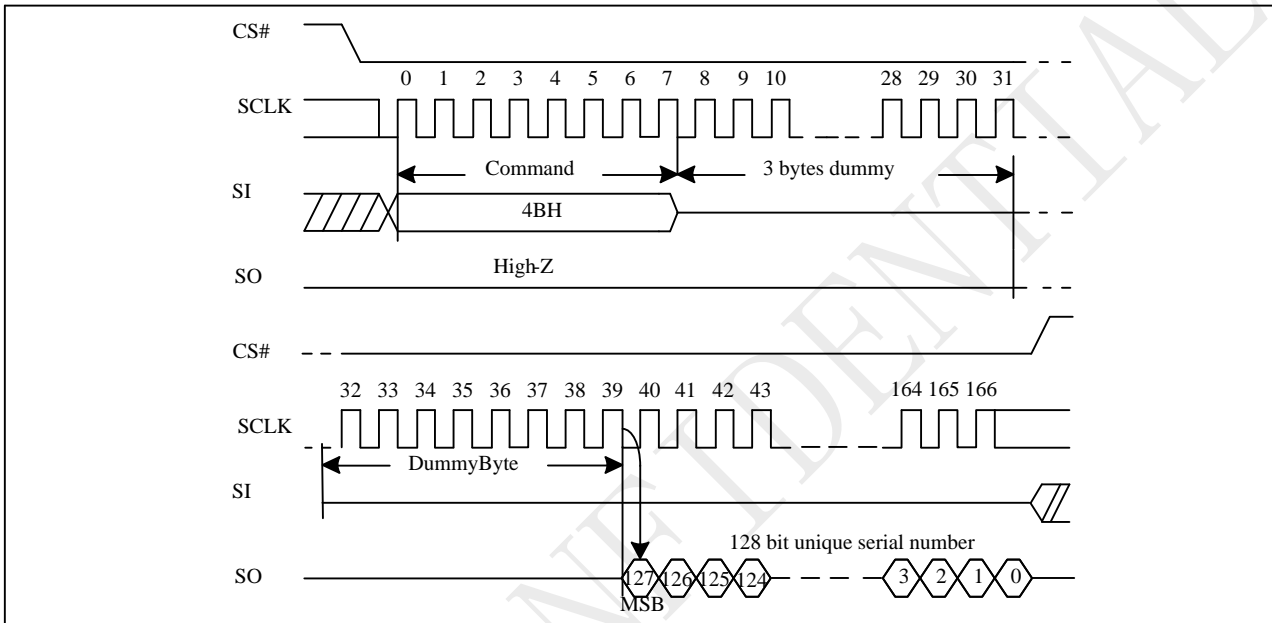 CS#
0 1 2 3 4 5 6 7 8 9 10 28 29 30 31
SCLK
Command 3 bytes dummy
SI
4BH
High-Z
SO
CS#
32 33 34 35 36 37 38 39 40 41 42 43 164 165 166
SCLK
DummyByte
SI
128 bit unique serial number
SO
127 126 125 124 3 2 1 0
MSB